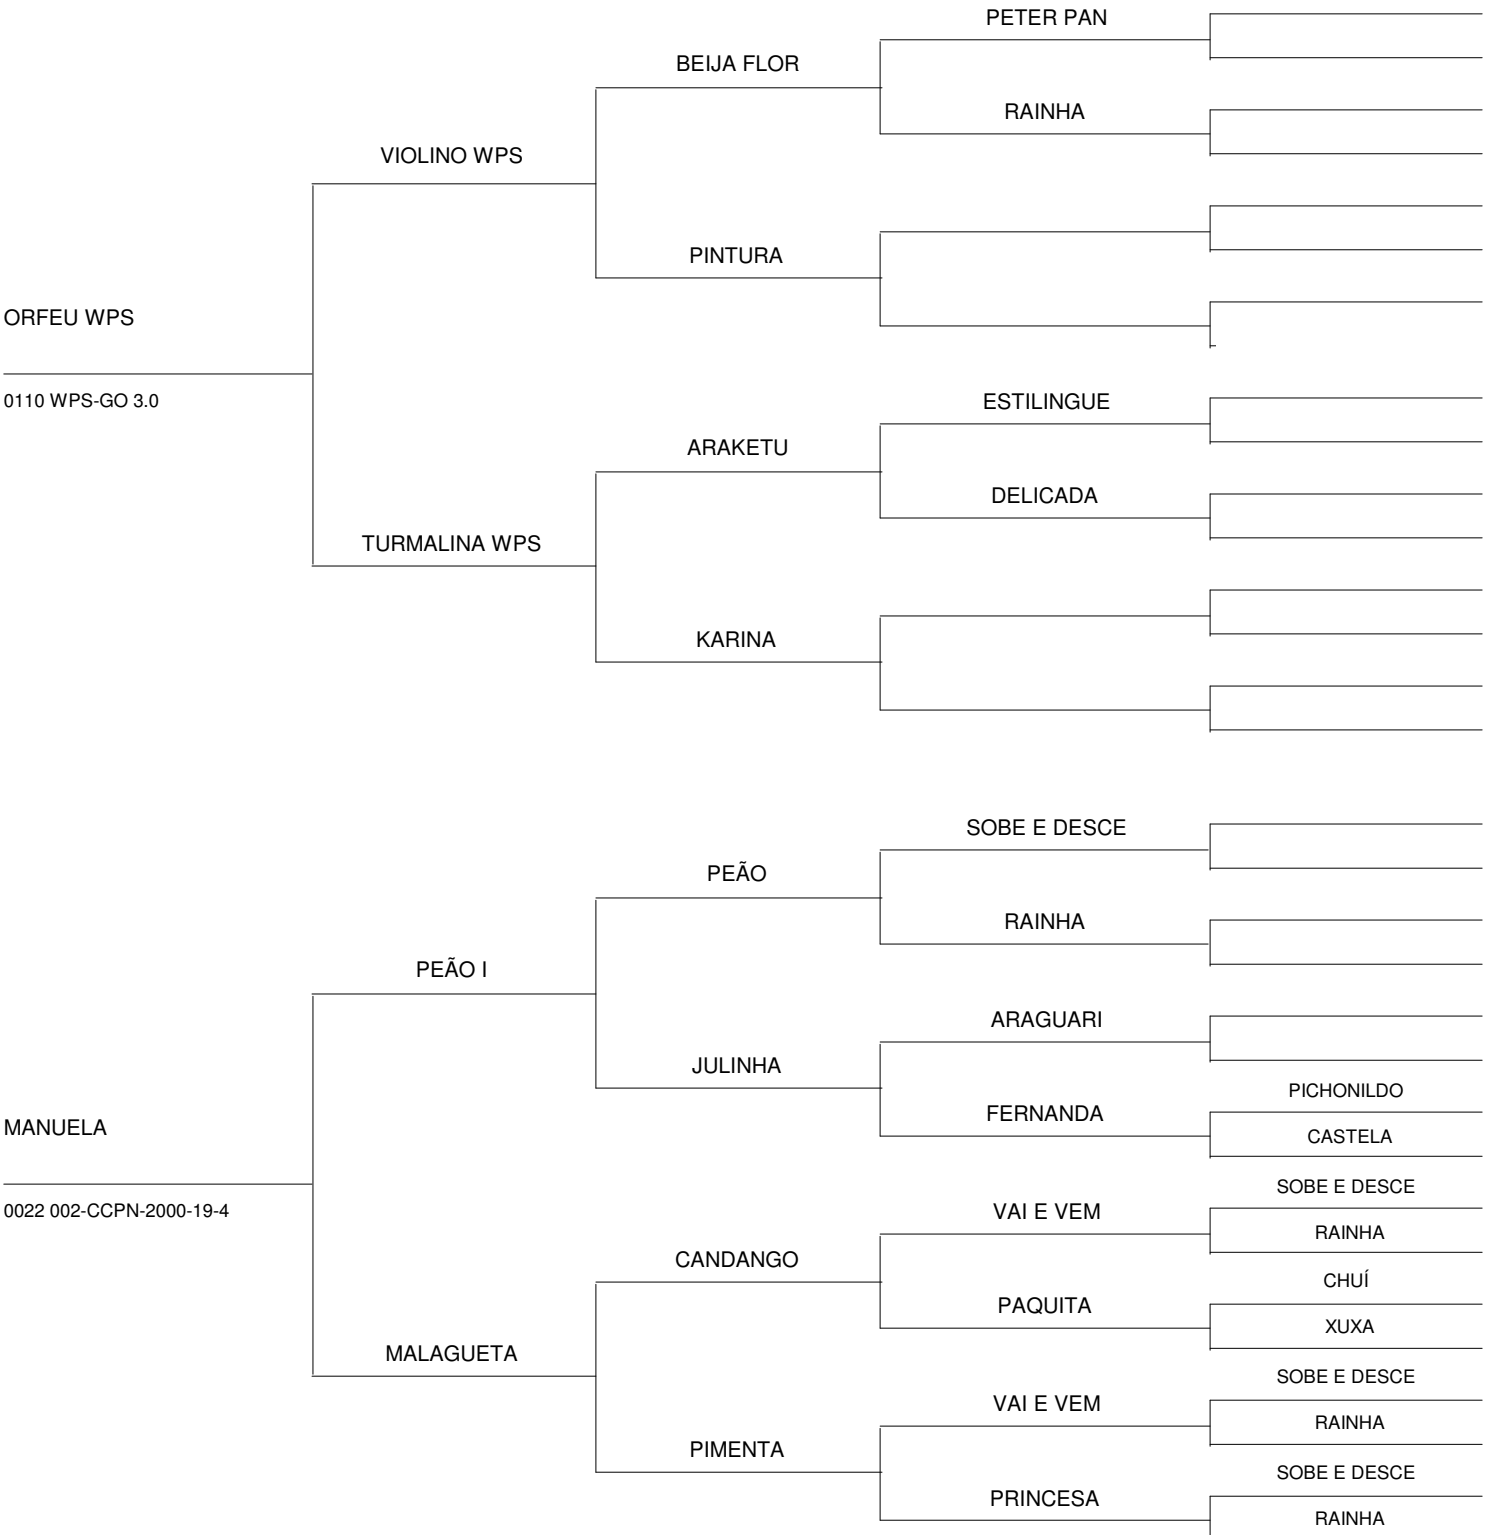 PETER PAN
BEIJA FLOR
RAINHA
VIOLINO WPS
PINTURA
ORFEU WPS
0110 WPS-GO 3.0
ESTILINGUE
ARAKETU
DELICADA
TURMALINA WPS
KARINA
SOBE E DESCE
PEÃO
RAINHA
PEÃO I
ARAGUARI
JULINHA
PICHONILDO
FERNANDA
MANUELA
CASTELA
SOBE E DESCE
0022 002-CCPN-2000-19-4
VAI E VEM
RAINHA
CANDANGO
CHUÍ
PAQUITA
XUXA
MALAGUETA
SOBE E DESCE
VAI E VEM
RAINHA
PIMENTA
SOBE E DESCE
PRINCESA
RAINHA